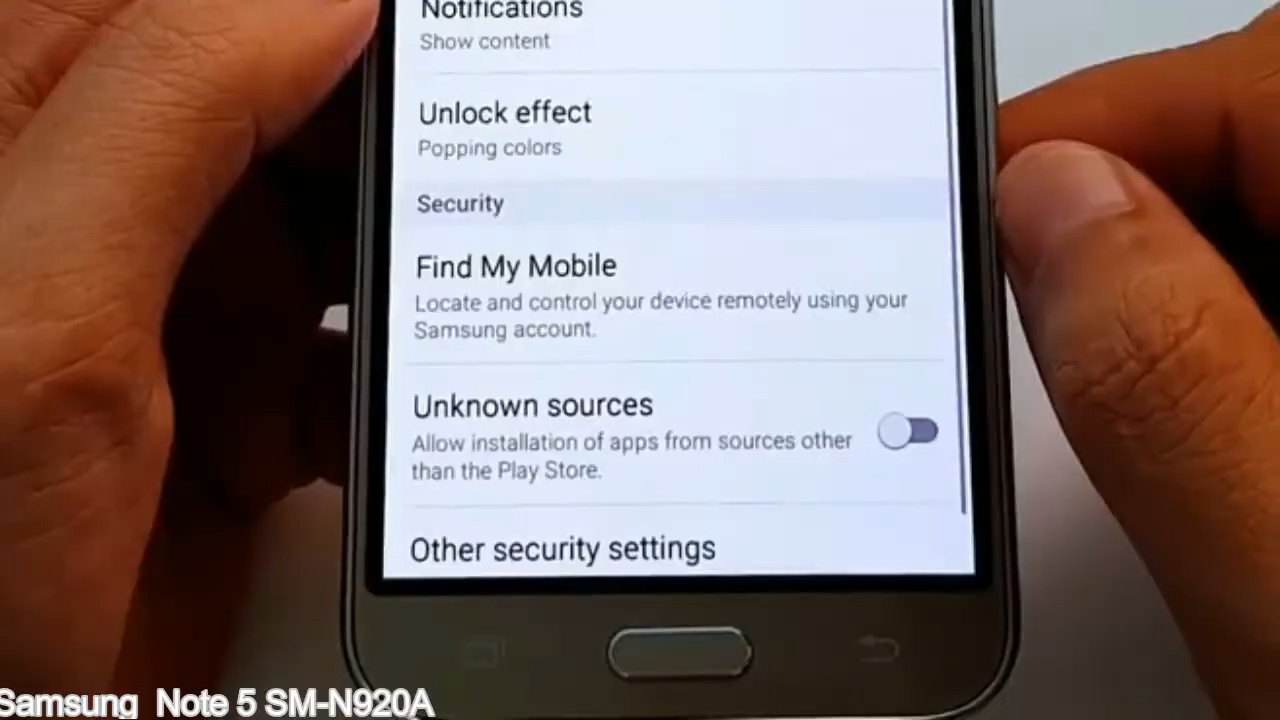 Notifications
Show content
Unlock effect
Popping colors
Security
Find My Mobile
Locate and control your device remotely using your
Samsung account.
Unknown sources
Allow installation of apps from sources other
than the Play Store.
Other security settings
Samsung Note 5 SM-N920A